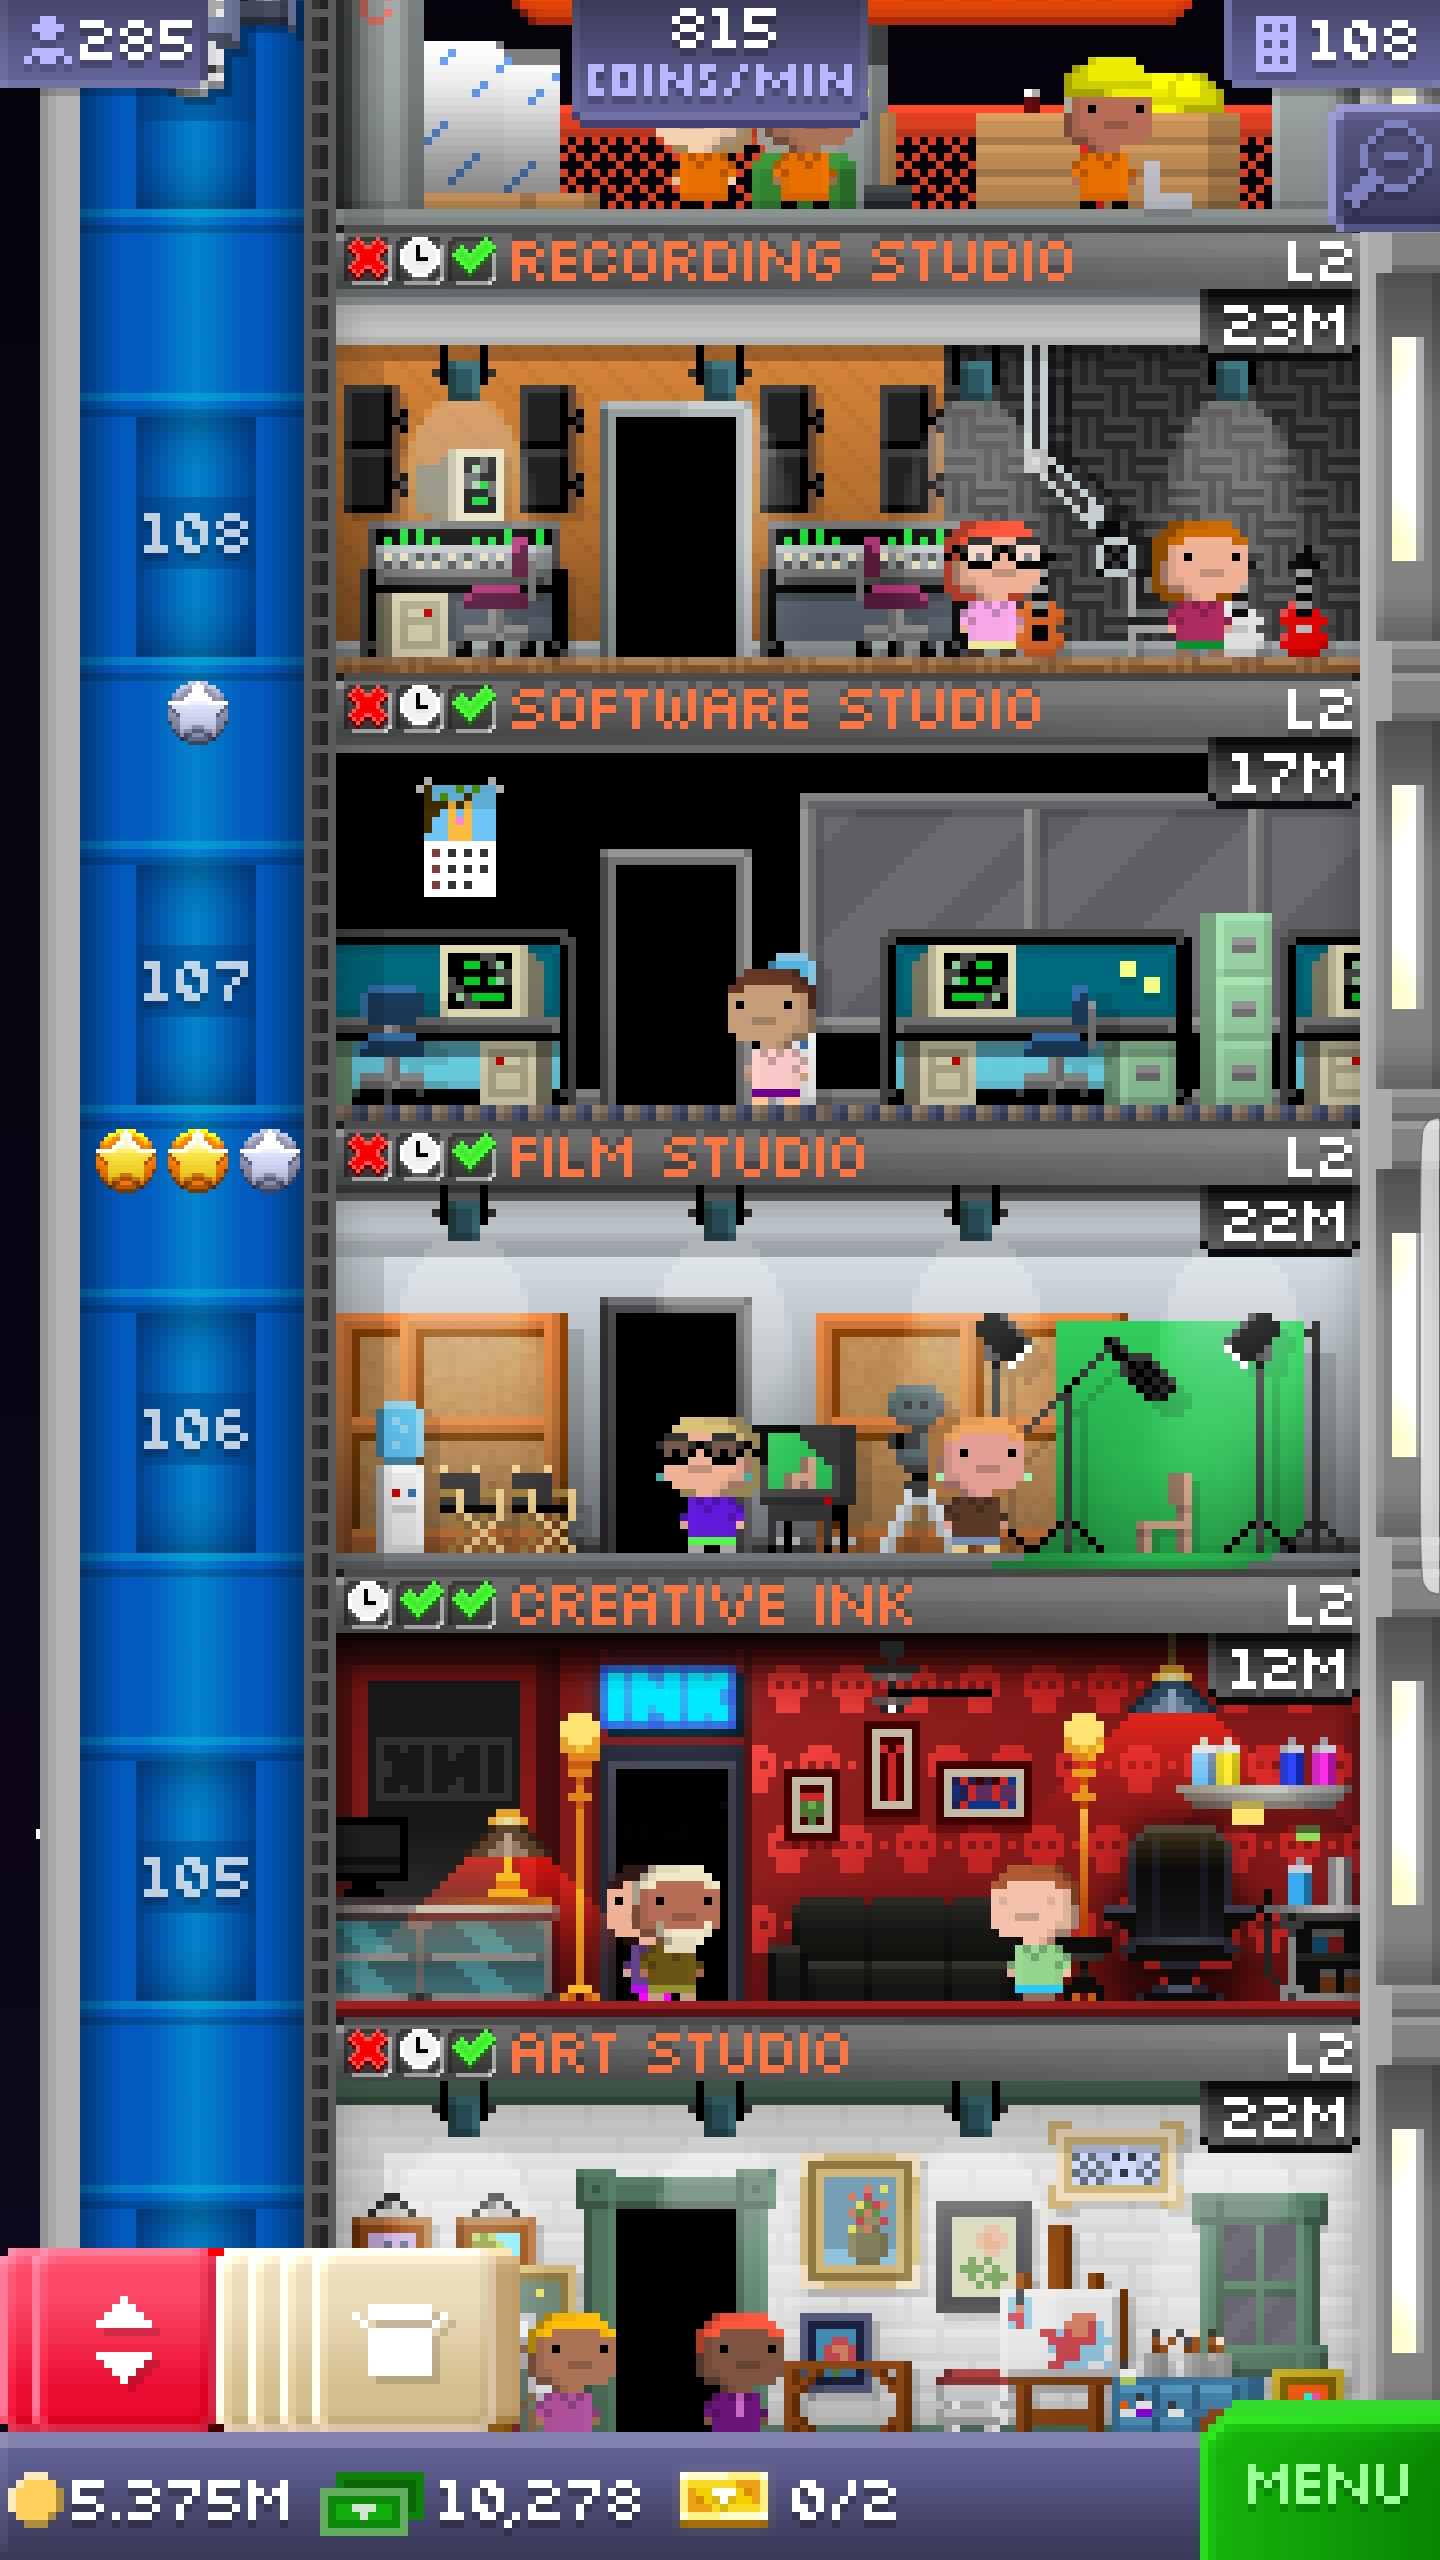 285
815
COINS/MIN
108
RECORDING STUDIO L2
23M
108
SOFTWARE STUDIO L2
17M
107
FILM STUDIO L2
22M
106
CREATIVE INK L2
12M
INK
INK
105
ART STUDIO L2
22M
5.375M 10,278 0/2
MENU